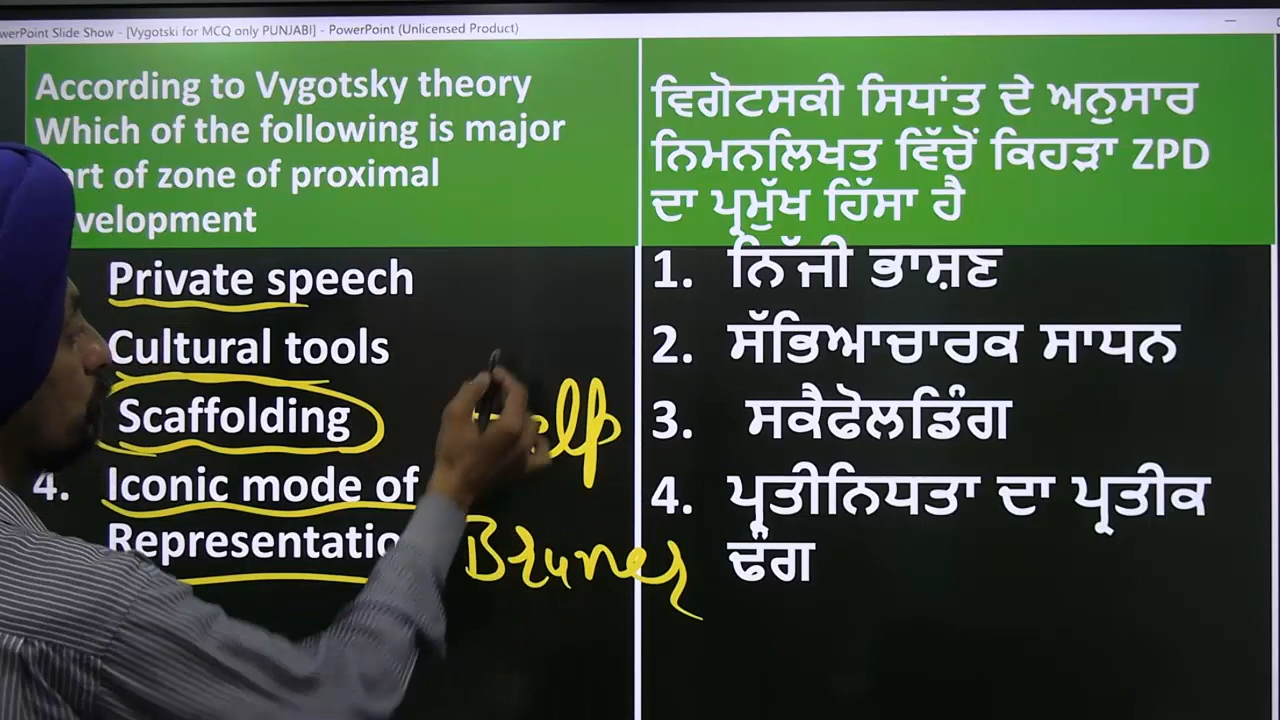 werPoint Slide Show - [Vygotski for MCQ only PUNJABI] - PowerPoint (Unlicensed Product)
According to Vygotsky theory
Which of the following is major
art of zone of proximal
velopment
Private speech
Cultural tools
Scaffolding
4. Iconic mode of
Representatio
Bruner
ਵਿਗੋਟਸਕੀ ਸਿਧਾਂਤ ਦੇ ਅਨੁਸਾਰ
ਨਿਮਨਲਿਖਤ ਵਿੱਚੋਂ ਕਿਹੜਾ ZPD
ਦਾ ਪ੍ਰਮੁੱਖ ਹਿੱਸਾ ਹੈ
1. ਨਿੱਜੀ ਭਾਸ਼ਣ
2. ਸੱਭਿਆਚਾਰਕ ਸਾਧਨ
3. ਸਕੈਫੋਲਡਿੰਗ
4. ਪ੍ਰਤੀਨਿਧਤਾ ਦਾ ਪ੍ਰਤੀਕ
ਢੰਗ